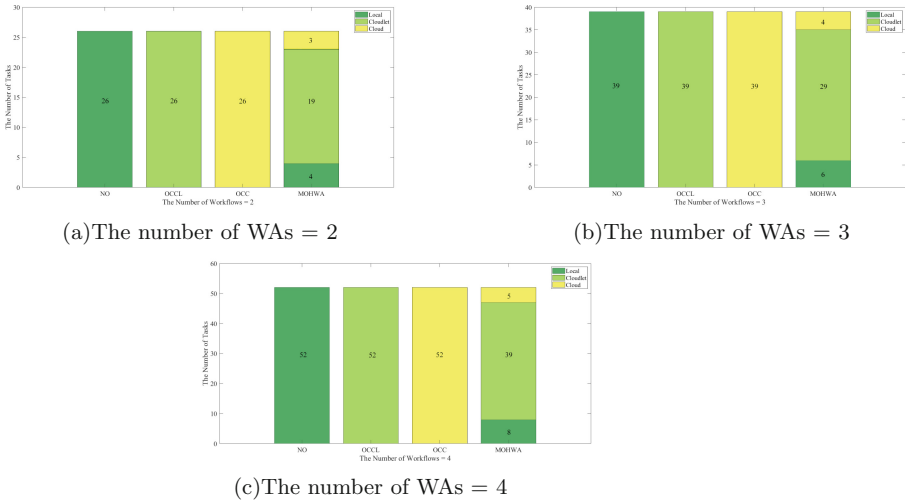 30
25
20
15
10
5
0
The Number of Tasks
Local
Cloudlet
Cloud
26
26
26
3
19
4
NO
OCCL
OCC
MOHWA
The Number of Workflows = 2
(a)The number of WAs = 2
40
35
30
25
20
15
10
5
0
The Number of Tasks
Local
Cloudlet
Cloud
39
39
39
4
29
6
NO
OCCL
OCC
MOHWA
The Number of Workflows = 3
(b)The number of WAs = 3
60
50
40
30
20
10
0
The Number of Tasks
Local
Cloudlet
Cloud
52
52
52
5
39
8
NO
OCCL
OCC
MOHWA
The Number of Workflows = 4
(c)The number of WAs = 4